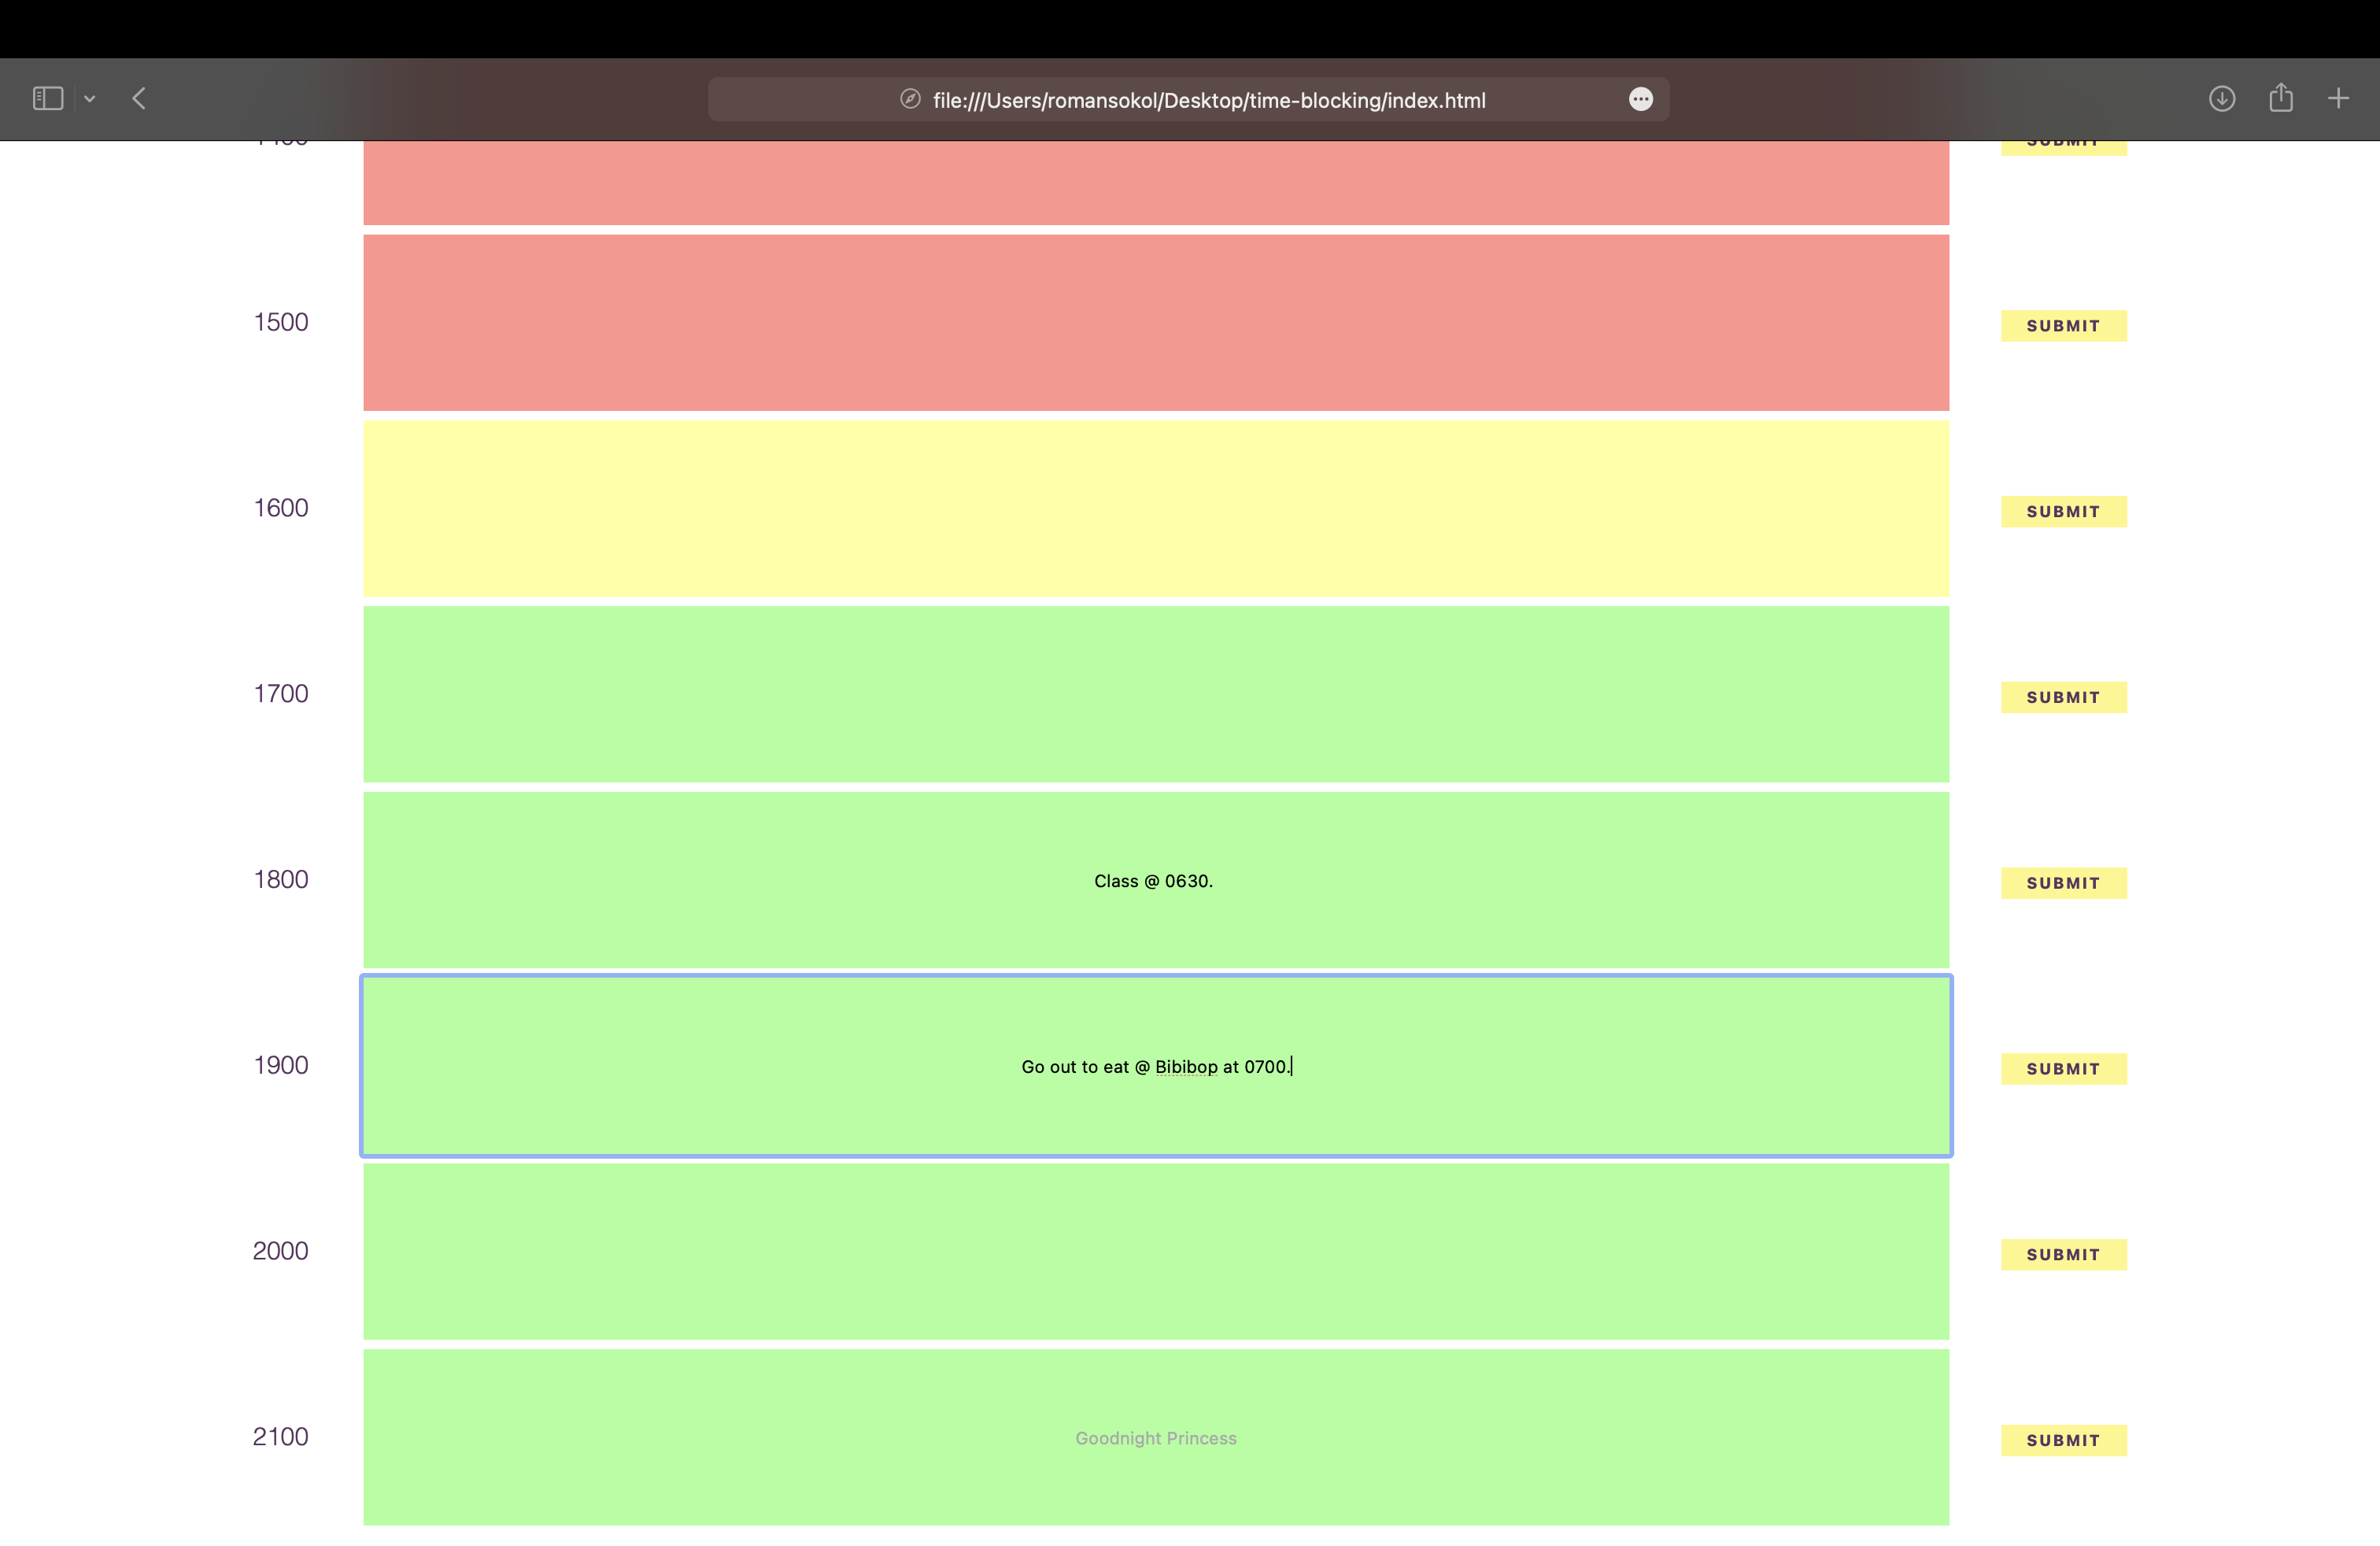 file:///Users/romansokol/Desktop/time-blocking/index.html
SUBMIT
1500 SUBMIT
1600 SUBMIT
1700 SUBMIT
1800 Class @ 0630. SUBMIT
1900 Go out to eat @ Bibibop at 0700. SUBMIT
2000 SUBMIT
2100 Goodnight Princess SUBMIT